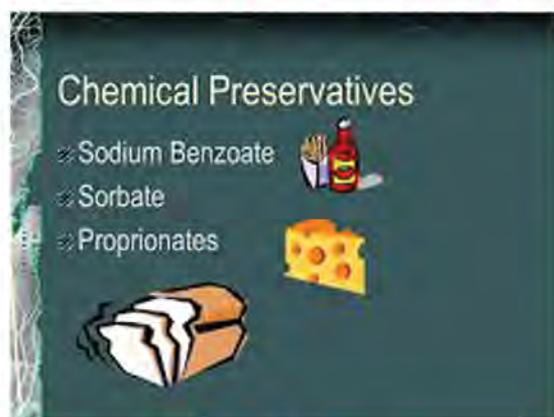 Chemical Preservatives
Sodium Benzoate
Sorbate
Proprionates